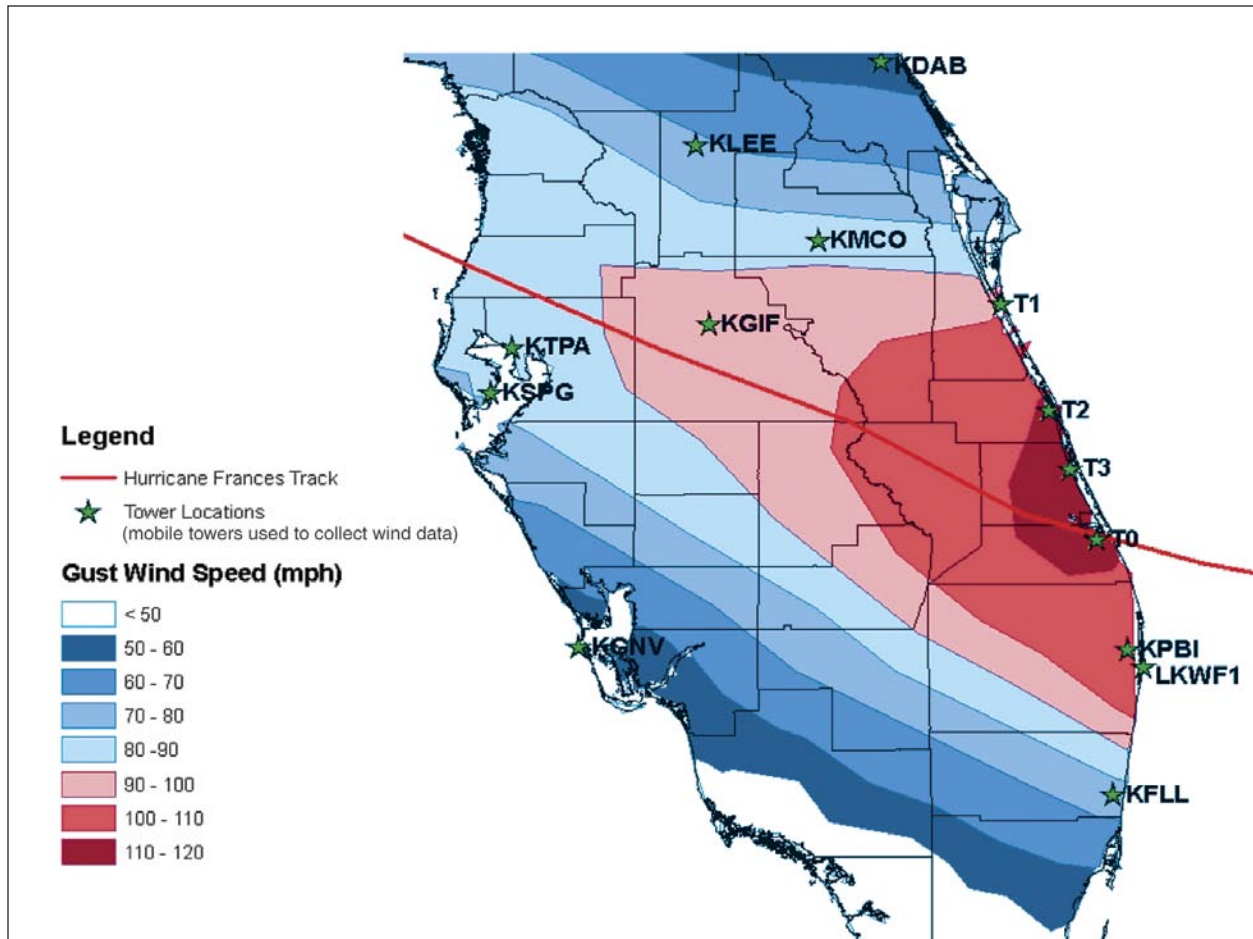 KDAB
KLEE
KMCO
T1
KGIF
KTPA
KSPG
T2
T3
T0
KCNV
KPBI
LKWF1
KFLL
Legend
Hurricane Frances Track
Tower Locations
(mobile towers used to collect wind data)
Gust Wind Speed (mph)
< 50
50 - 60
60 - 70
70 - 80
80 -90
90 - 100
100 - 110
110 - 120